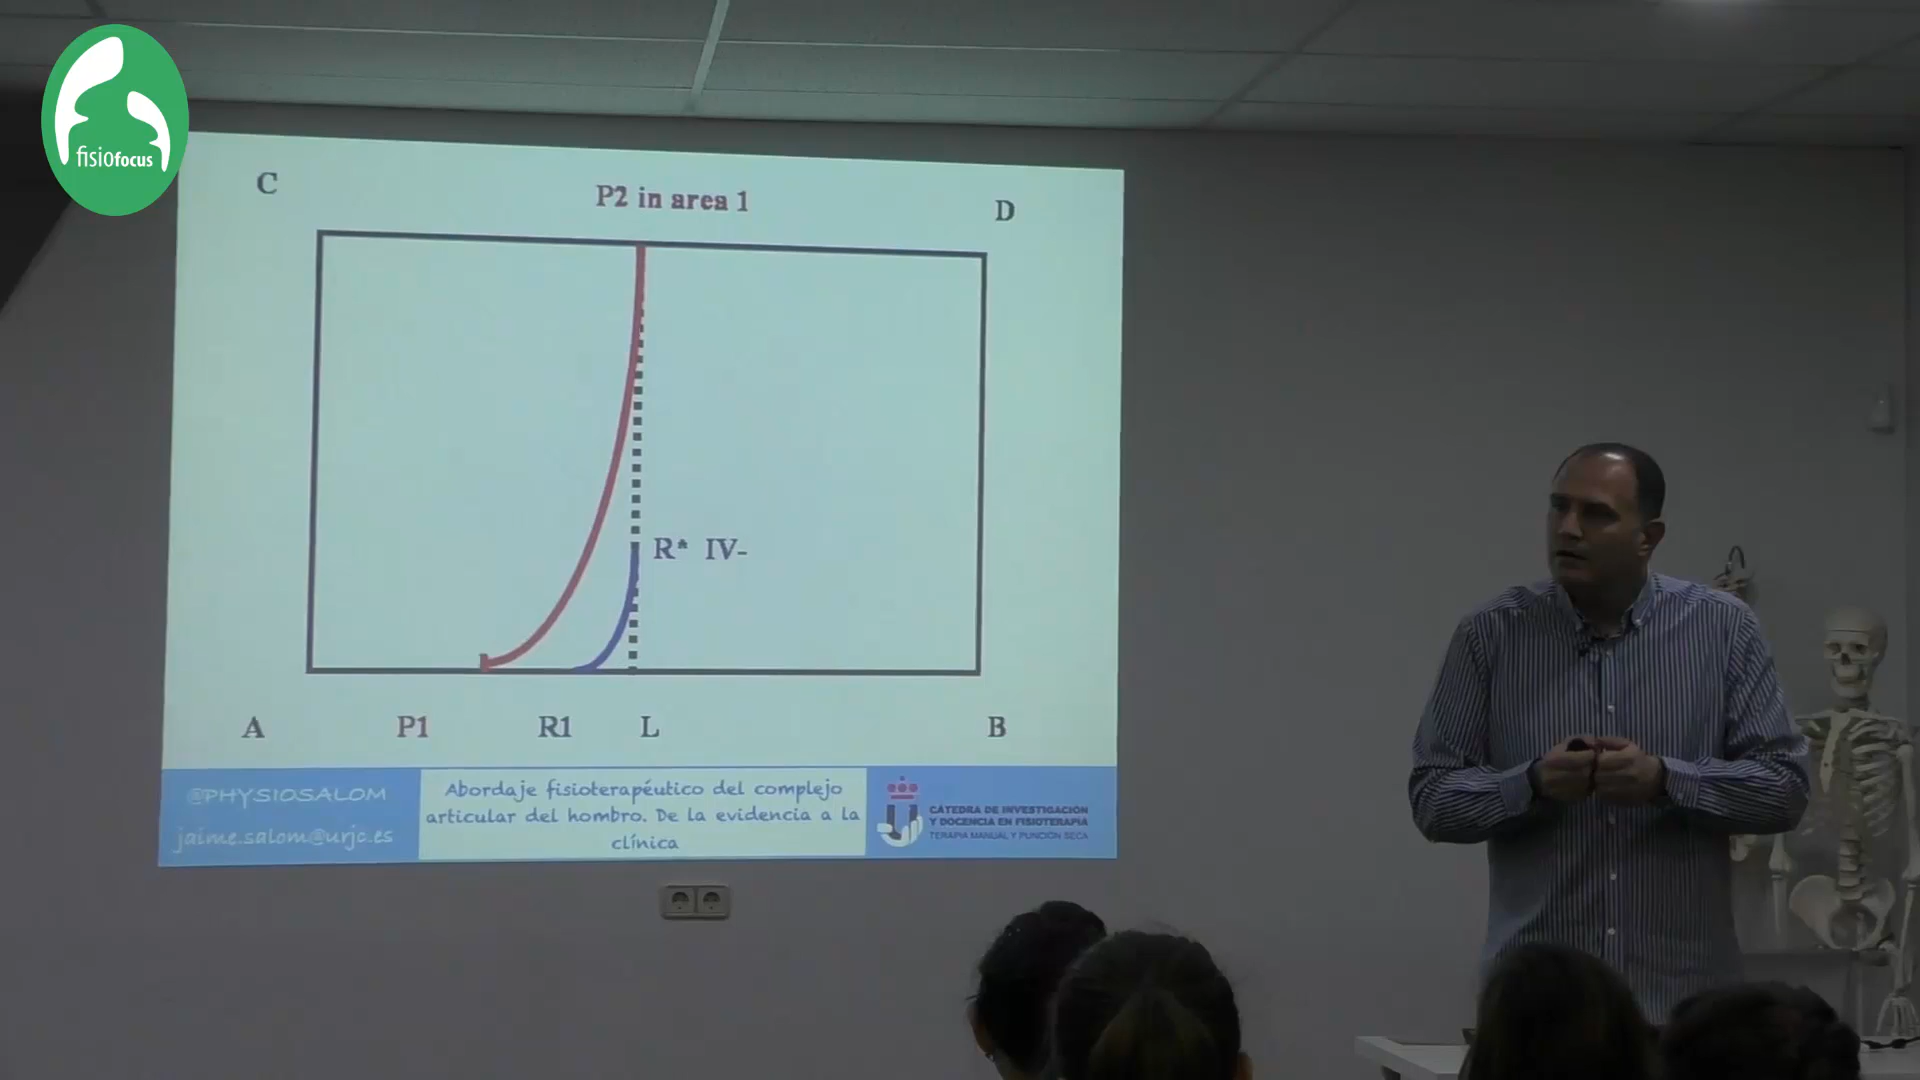 fisiofocus
C
P2 in area 1
D
R* IV-
A
P1
R1
L
B
@PHYSIOSALOM
jaime.salom@urjc.es
Abordaje fisioterapéutico del complejo
articular del hombro. De la evidencia a la
clínica
CÁTEDRA DE INVESTIGACIÓN
Y DOCENCIA EN FISIOTERAPIA
TERAPIA MANUAL Y PUNCIÓN SECA